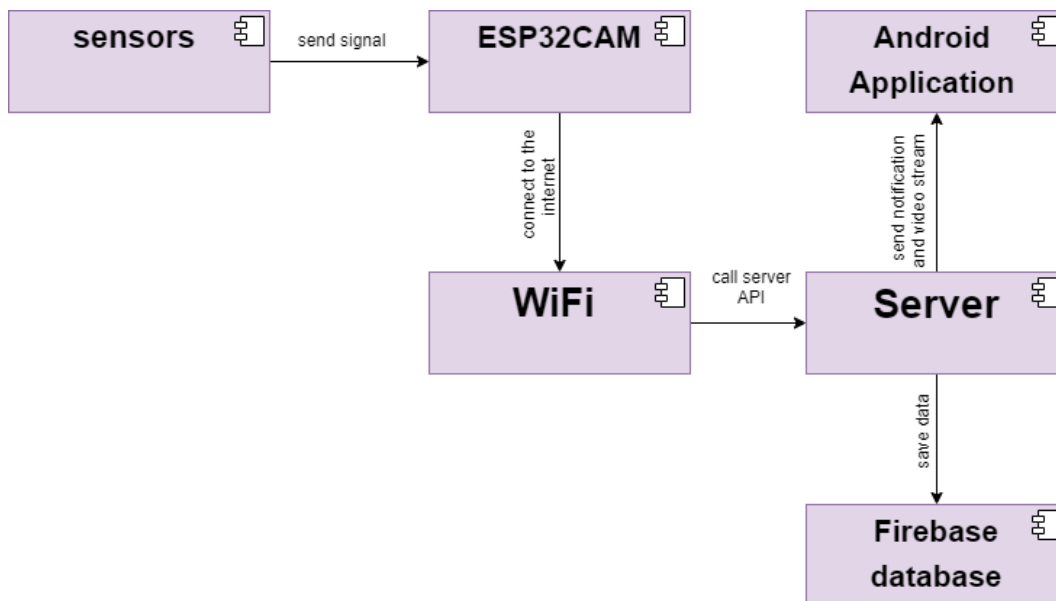 sensors
send signal
ESP32CAM
Android
Application
connect to the
internet
send notification
and video stream
WiFi
call server
API
Server
save data
Firebase
database